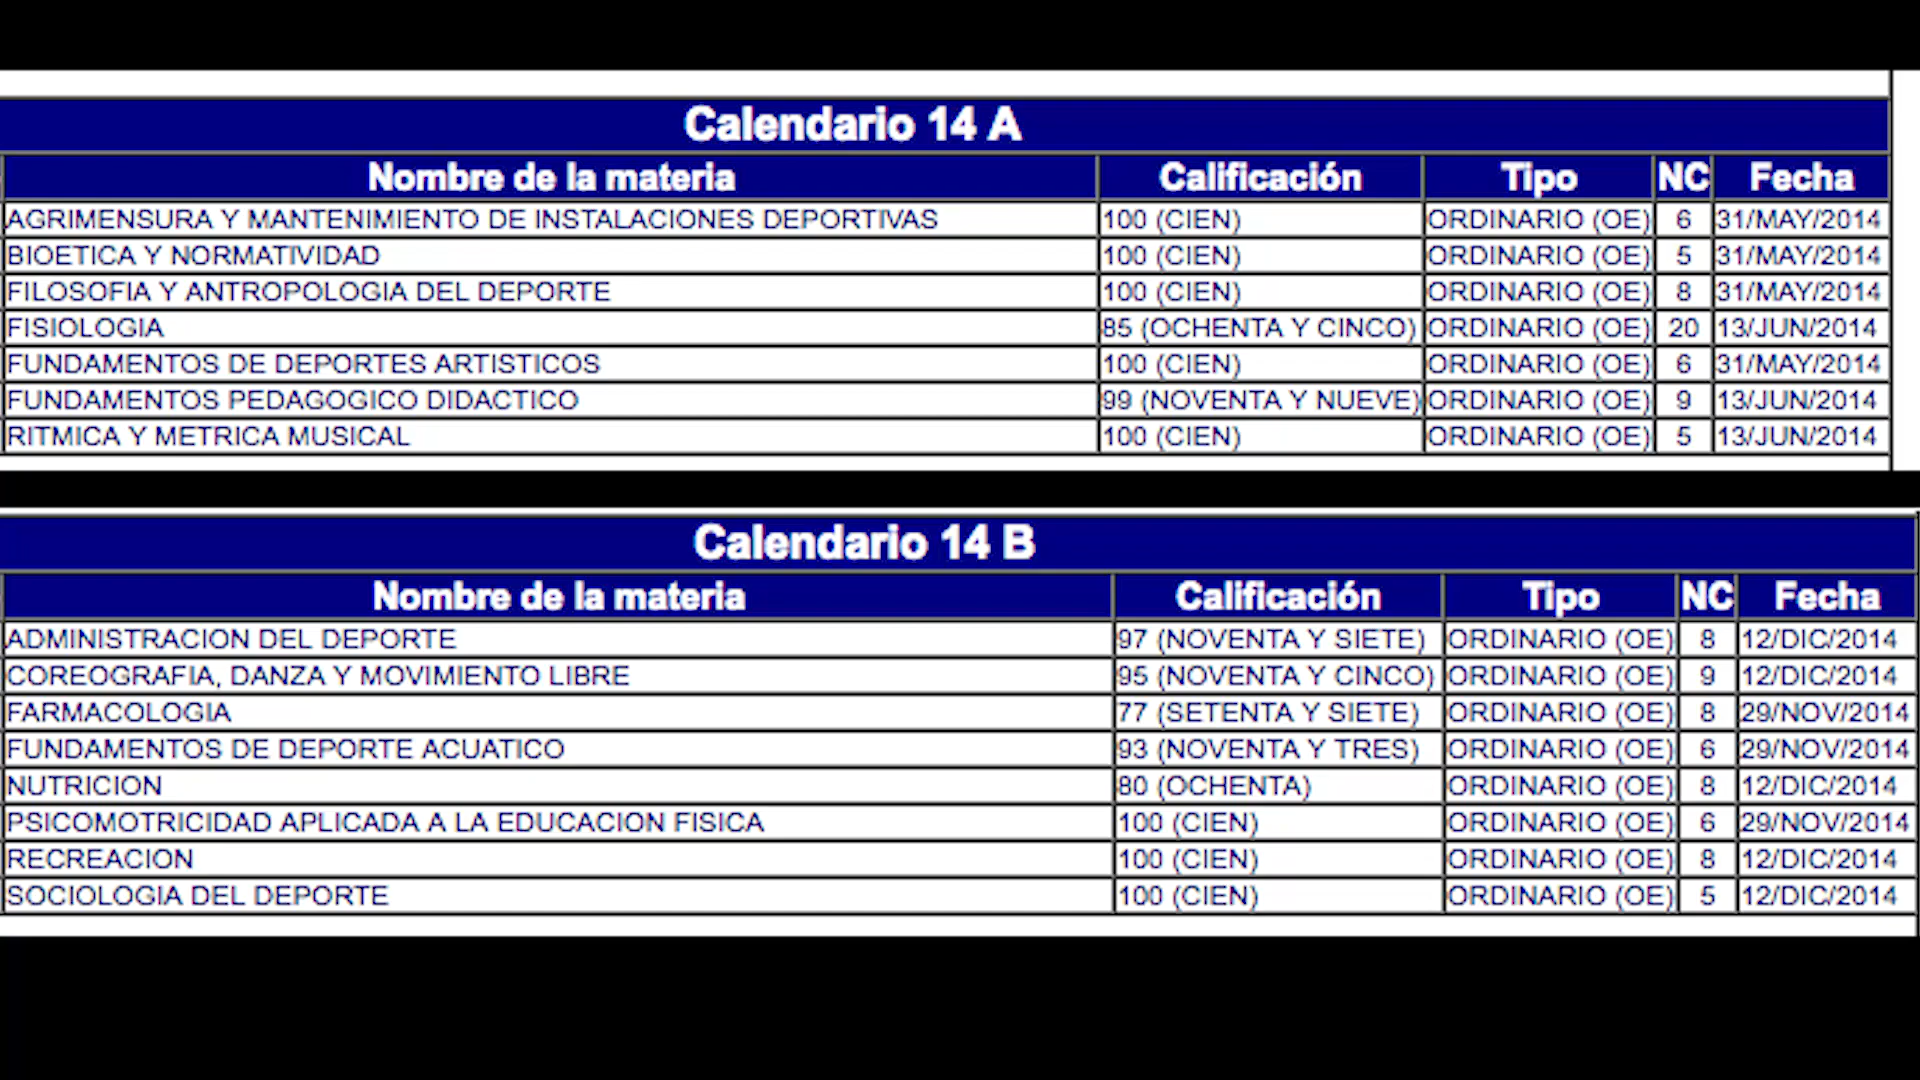 Calendario 14 A
Nombre de la materia Calificación Tipo NC Fecha
AGRIMENSURA Y MANTENIMIENTO DE INSTALACIONES DEPORTIVAS 100 (CIEN) ORDINARIO (OE) 6 31/MAY/2014
BIOETICA Y NORMATIVIDAD 100 (CIEN) ORDINARIO (OE) 5 31/MAY/2014
FILOSOFIA Y ANTROPOLOGIA DEL DEPORTE 100 (CIEN) ORDINARIO (OE) 8 31/MAY/2014
FISIOLOGIA 85 (OCHENTA Y CINCO) ORDINARIO (OE) 20 13/JUN/2014
FUNDAMENTOS DE DEPORTES ARTISTICOS 100 (CIEN) ORDINARIO (OE) 6 31/MAY/2014
FUNDAMENTOS PEDAGOGICO DIDACTICO 99 (NOVENTA Y NUEVE) ORDINARIO (OE) 9 13/JUN/2014
RITMICA Y METRICA MUSICAL 100 (CIEN) ORDINARIO (OE) 5 13/JUN/2014
Calendario 14 B
Nombre de la materia Calificación Tipo NC Fecha
ADMINISTRACION DEL DEPORTE 97 (NOVENTA Y SIETE) ORDINARIO (OE) 8 12/DIC/2014
COREOGRAFIA, DANZA Y MOVIMIENTO LIBRE 95 (NOVENTA Y CINCO) ORDINARIO (OE) 9 12/DIC/2014
FARMACOLOGIA 77 (SETENTA Y SIETE) ORDINARIO (OE) 8 29/NOV/2014
FUNDAMENTOS DE DEPORTE ACUATICO 93 (NOVENTA Y TRES) ORDINARIO (OE) 6 29/NOV/2014
NUTRICION 80 (OCHENTA) ORDINARIO (OE) 8 12/DIC/2014
PSICOMOTRICIDAD APLICADA A LA EDUCACION FISICA 100 (CIEN) ORDINARIO (OE) 6 29/NOV/2014
RECREACION 100 (CIEN) ORDINARIO (OE) 8 12/DIC/2014
SOCIOLOGIA DEL DEPORTE 100 (CIEN) ORDINARIO (OE) 5 12/DIC/2014